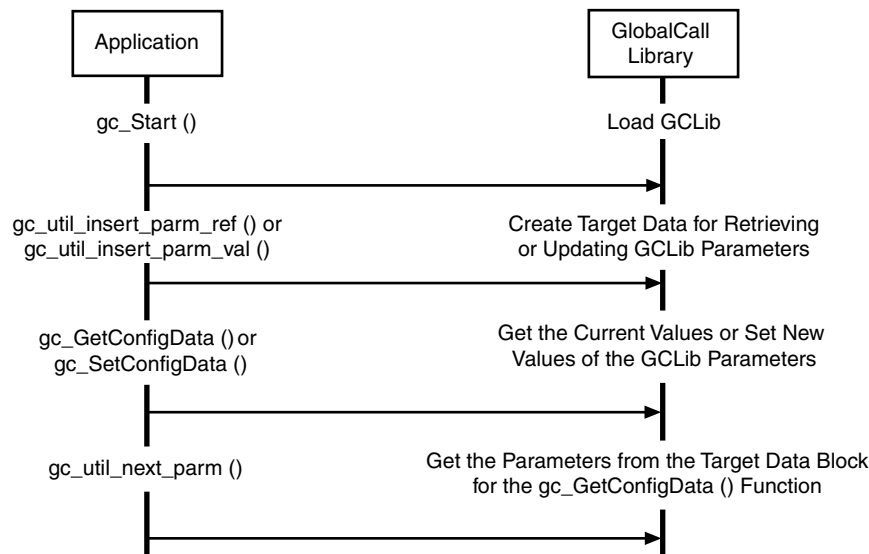 Application
GlobalCall
Library
gc_Start ()
Load GCLib
gc_util_insert_parm_ref () or
gc_util_insert_parm_val ()
Create Target Data for Retrieving
or Updating GCLib Parameters
gc_GetConfigData () or
gc_SetConfigData ()
Get the Current Values or Set New
Values of the GCLib Parameters
gc_util_next_parm ()
Get the Parameters from the Target Data Block
for the gc_GetConfigData () Function